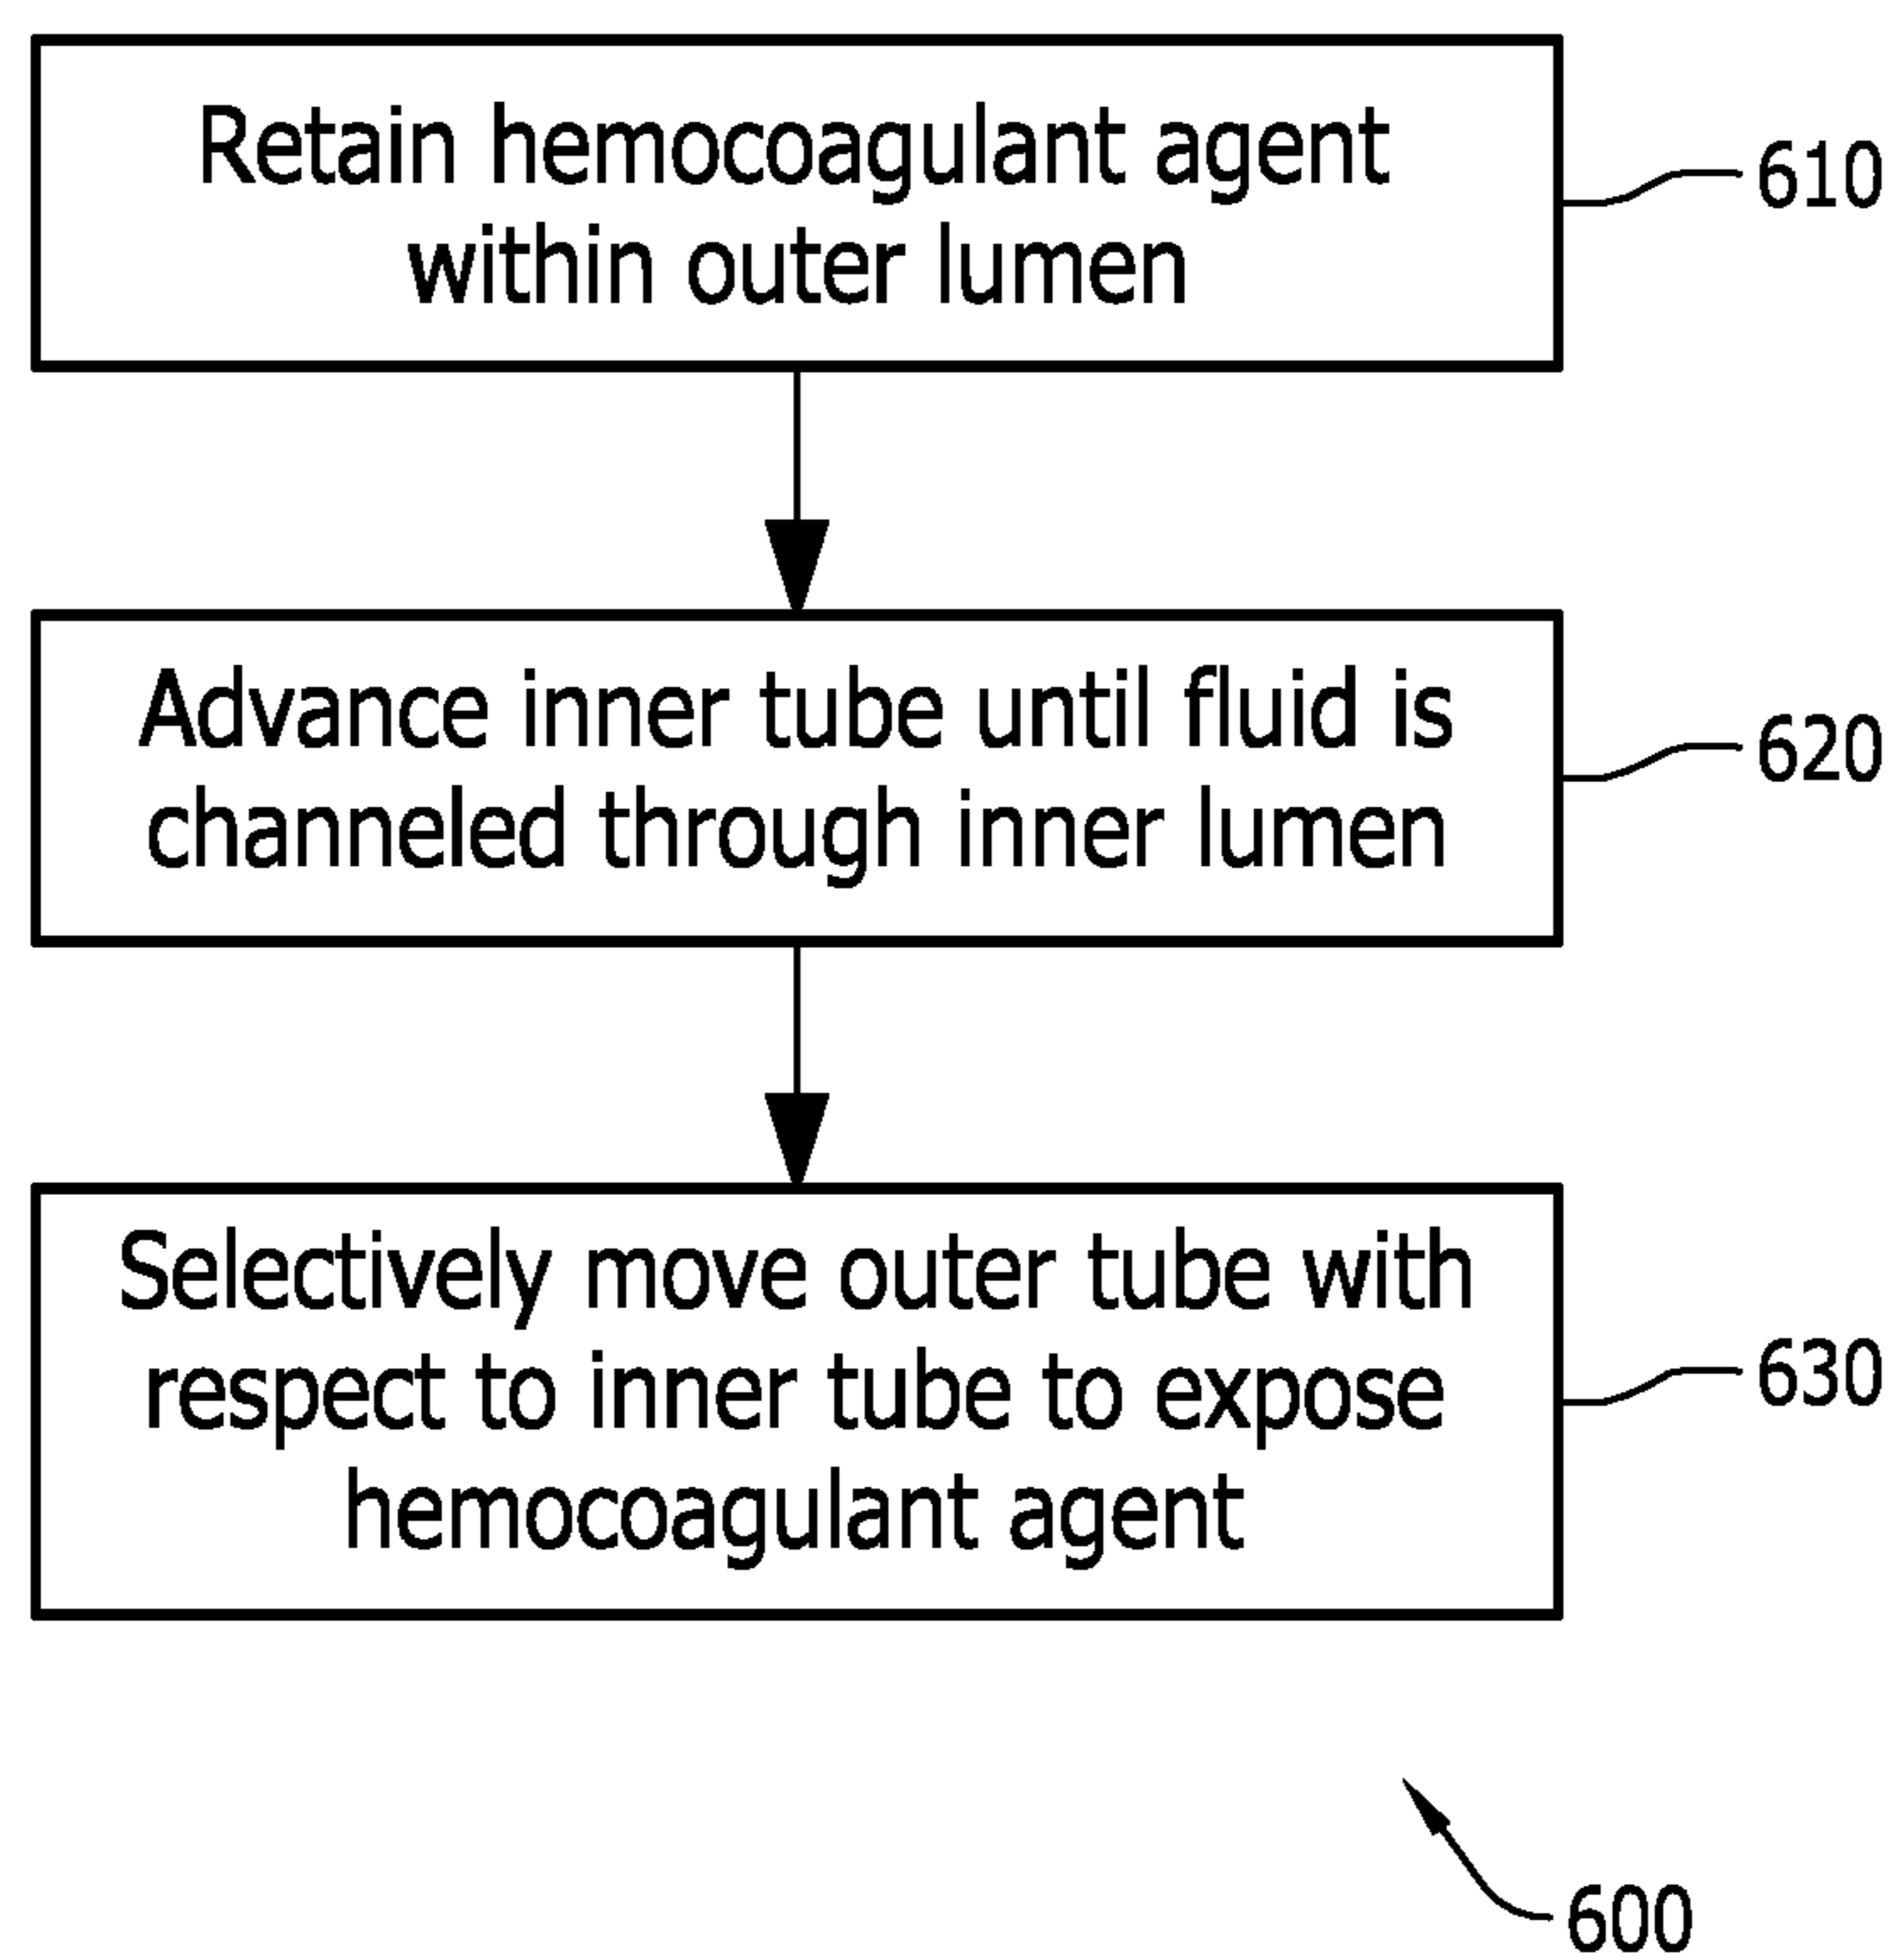 Retain hemocoagulant agent
within outer lumen
610
Advance inner tube until fluid is
channeled through inner lumen
620
Selectively move outer tube with
respect to inner tube to expose
hemocoagulant agent
630
600